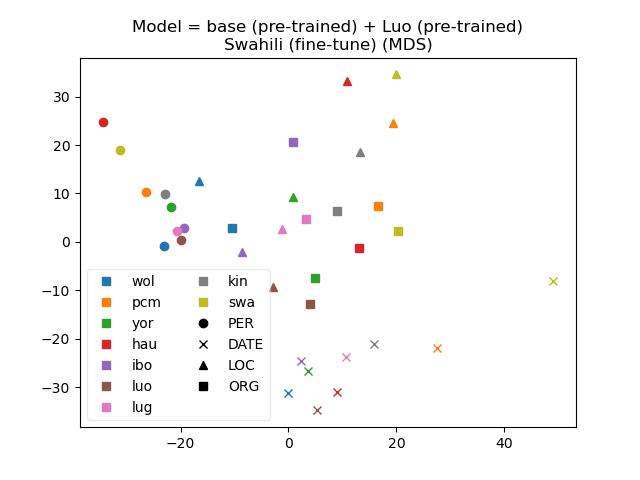 Model = base (pre-trained) + Luo (pre-trained)
Swahili (fine-tune) (MDS)
30
20
10
0
−10
−20
−30
wol kin
pcm swa
yor PER
hau DATE
ibo LOC
luo ORG
lug
−20 0 20 40